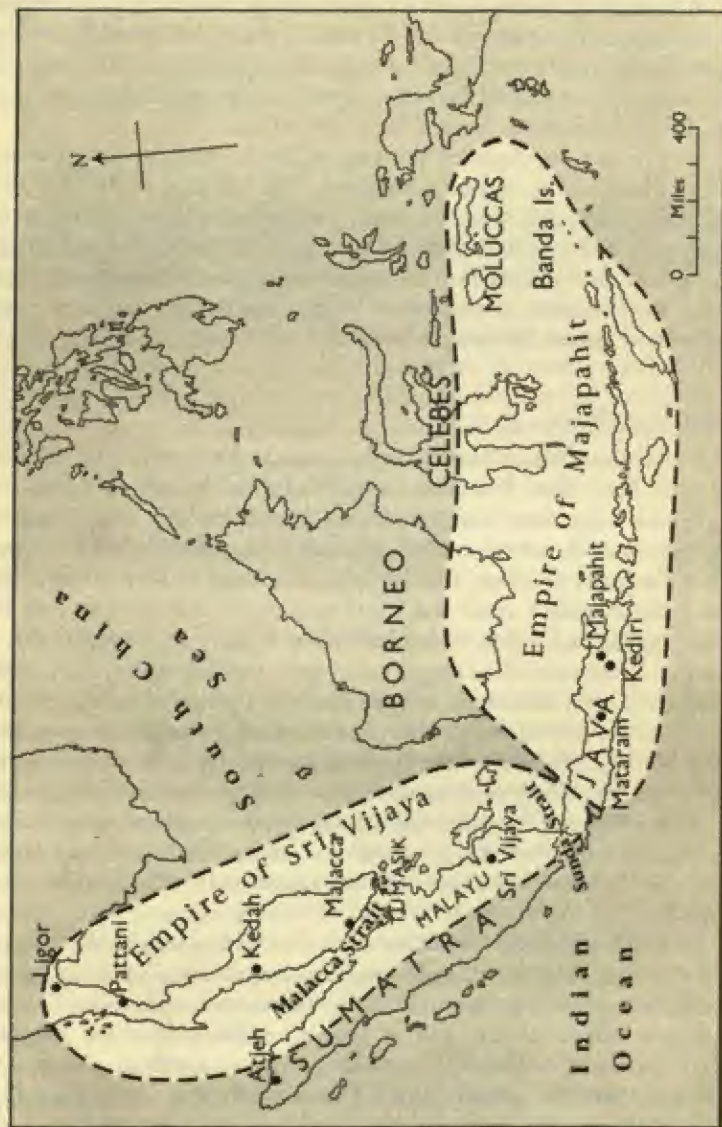 N
South China
Sea
Ligor
Pattani
Empire of Sri Vijaya
Kedah
Malacca
TUMASIK
Malacca Strait
Atjeh
SUMATRA
MALAYU
Sri Vijaya
Sunda Strait
BORNEO
CELEBES
MOLUCCAS
Banda Is.
Empire of Majapahit
Majapahit
Kediri
JAVA
Mataram
Indian
Ocean
0 Miles 400